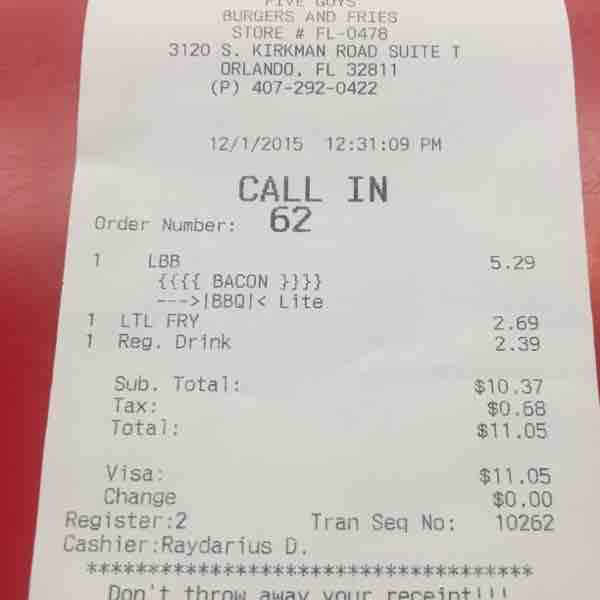 FIVE GUYS
BURGERS AND FRIES
STORE # FL-0478
3120 S. KIRKMAN ROAD SUITE T
ORLANDO, FL 32811
(P) 407-292-0422
12/1/2015 12:31:09 PM
CALL IN
Order Number: 62
1 LBB 5.29
{{{{ BACON }}}}
--->|BBQ|< Lite
1 LTL FRY 2.69
1 Reg. Drink 2.39
Sub. Total: $10.37
Tax: $0.68
Total: $11.05
Visa: $11.05
Change $0.00
Register:2 Tran Seq No: 10262
Cashier:Raydarius D.
**************************************
Don't throw away your receipt!!!